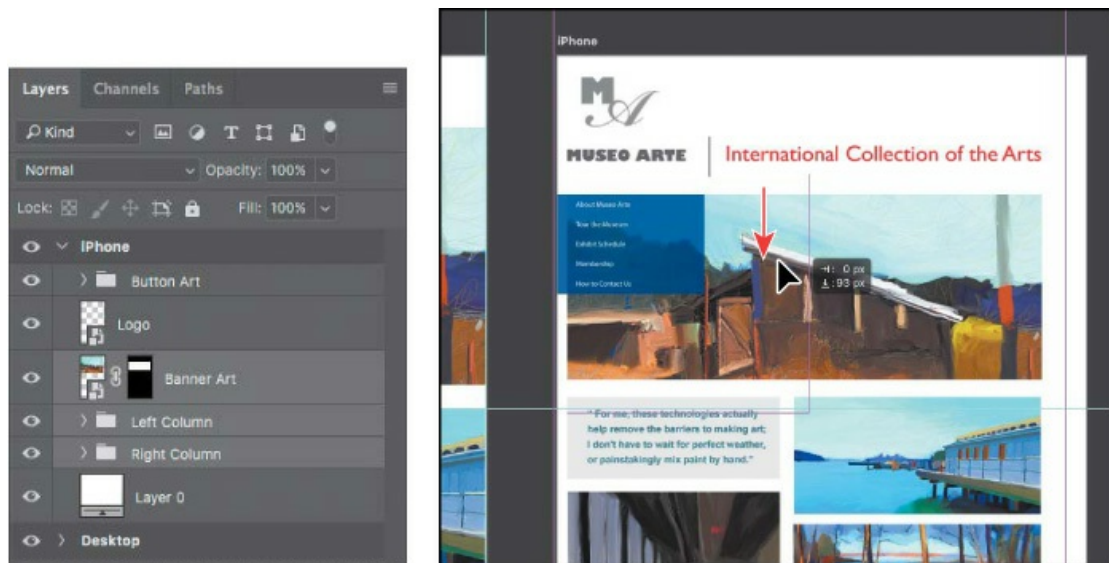 Layers Channels Paths
Kind
Normal Opacity: 100%
Lock: Fill: 100%
iPhone
Button Art
Logo
Banner Art
Left Column
Right Column
Layer 0
Desktop
iPhone
MA
MUSEO ARTE
International Collection of the Arts
About Museo Arte
Tour the Museum
Exhibit Schedule
Membership
How to Contact Us
: 0 px
: 93 px
" For me, these technologies actually
help remove the barriers to making art;
I don't have to wait for perfect weather,
or painstakingly mix paint by hand."